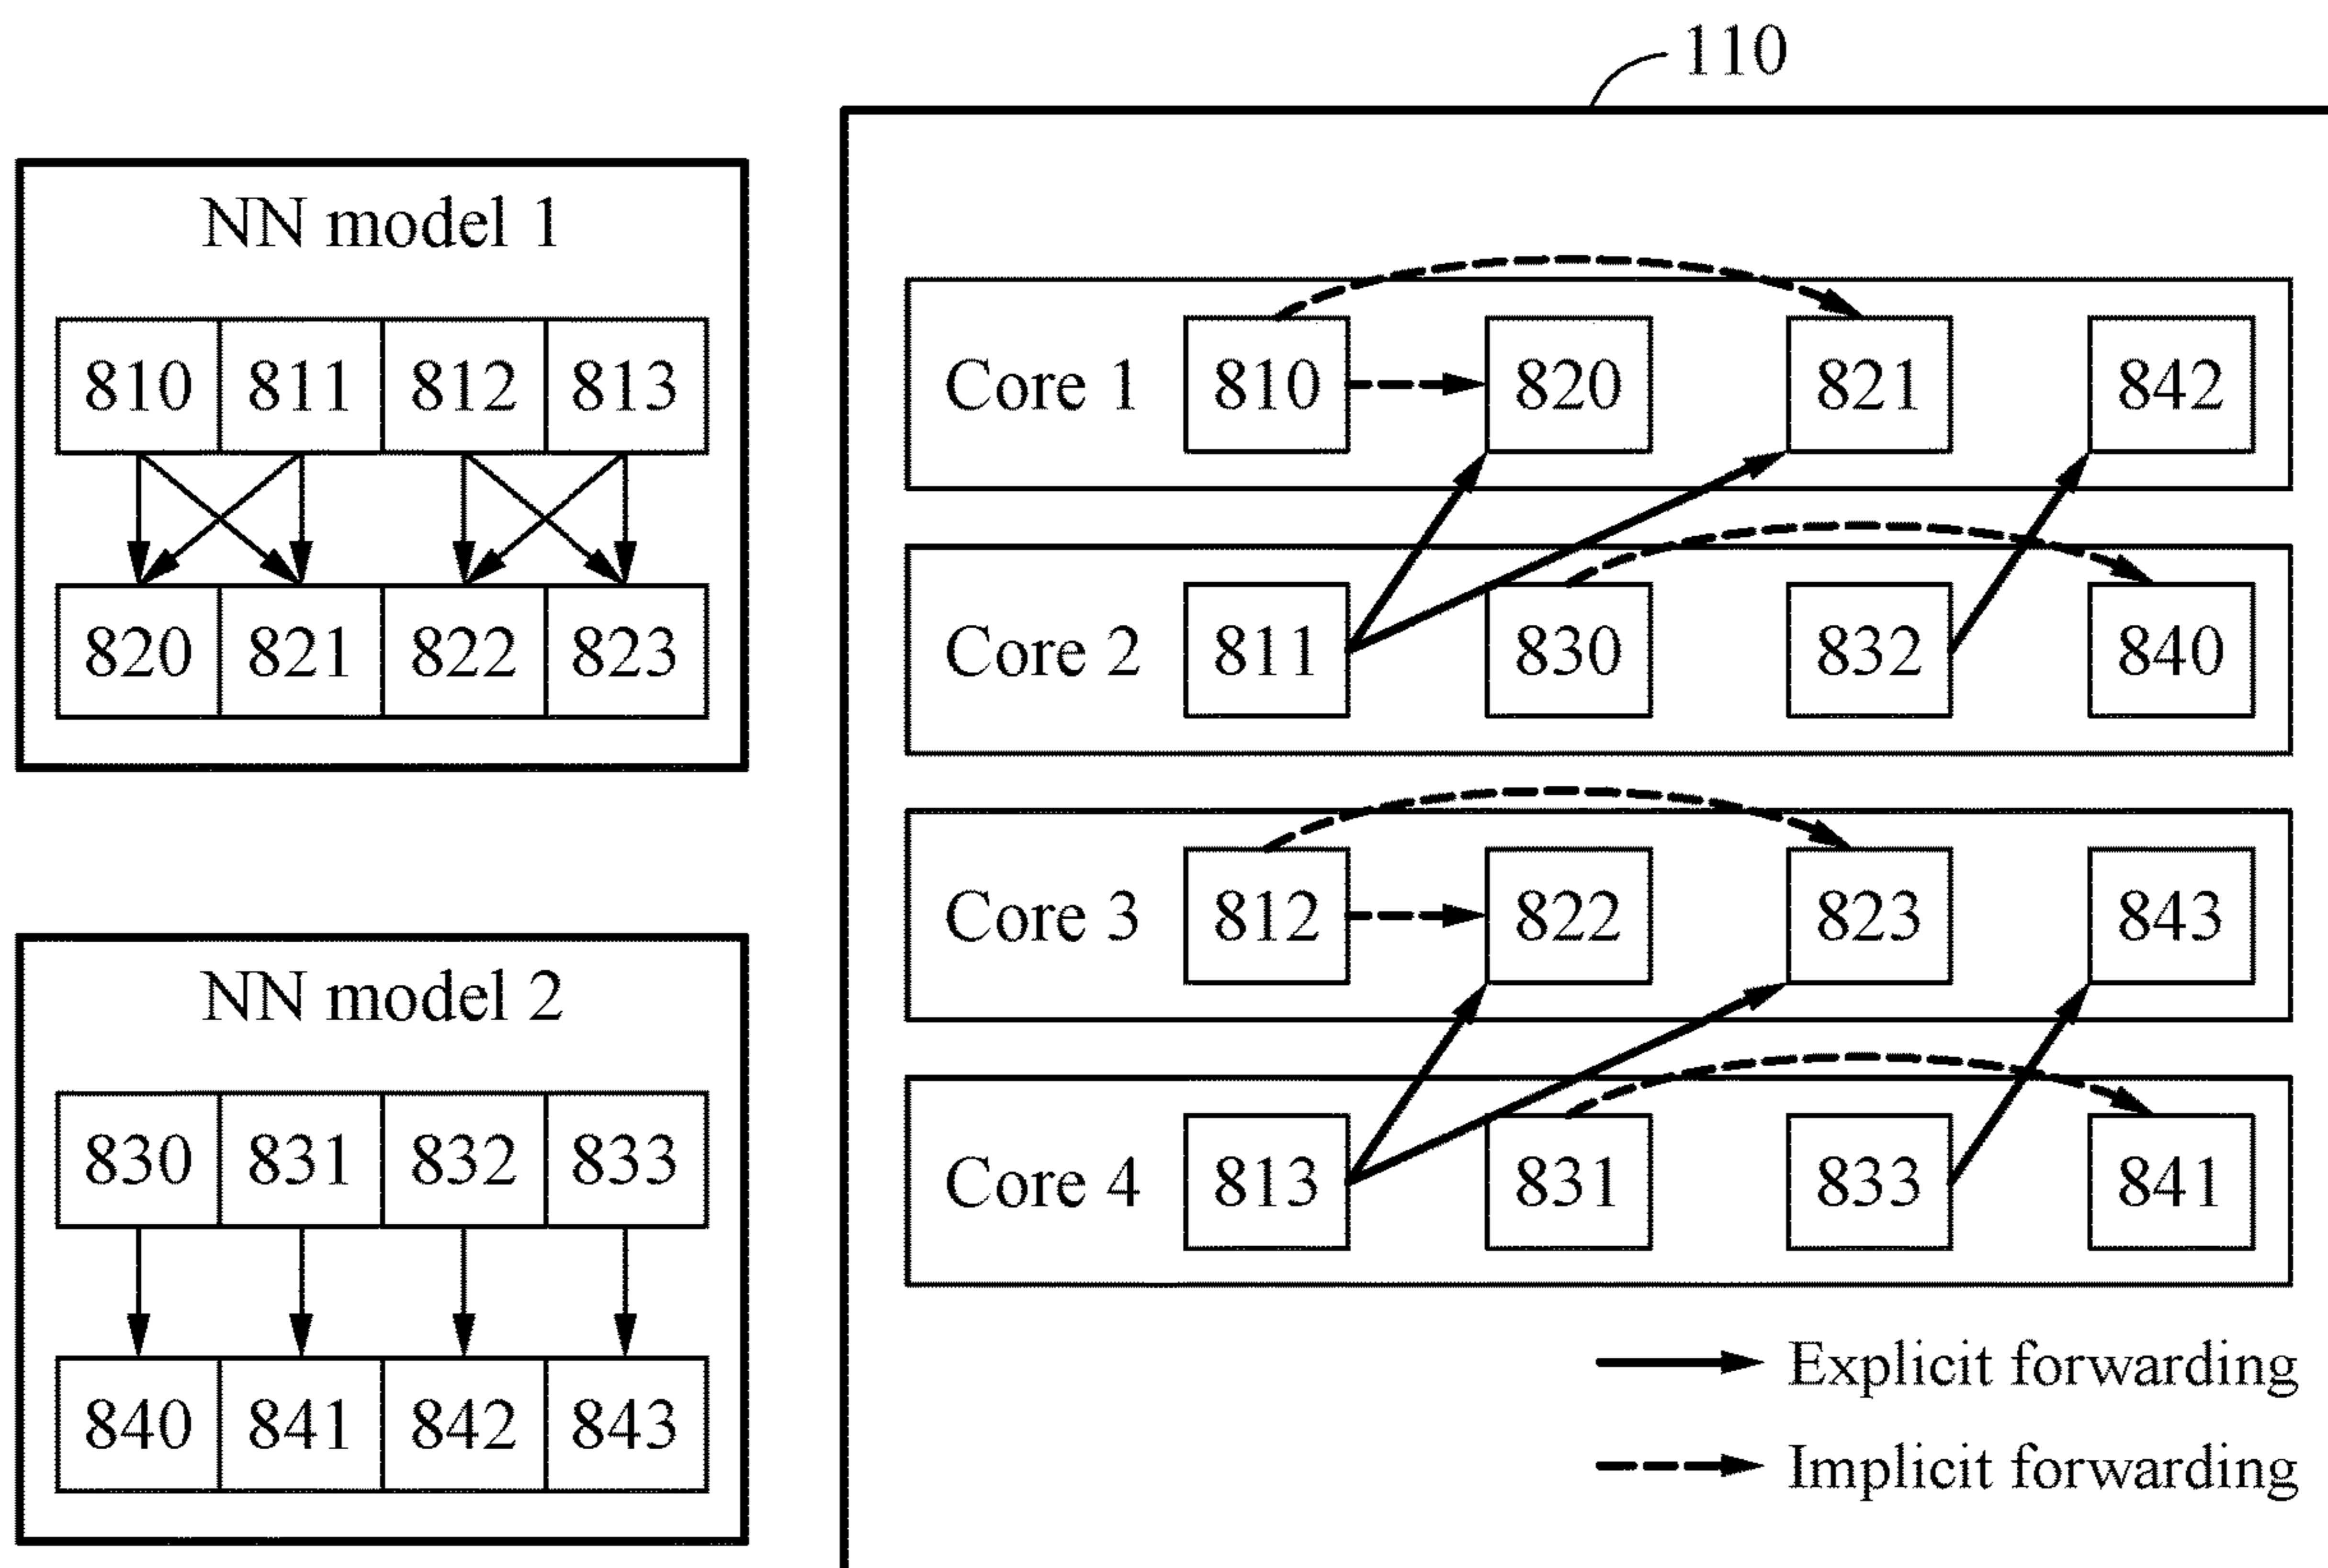 110
NN model 1
810 811 812 813
820 821 822 823
NN model 2
830 831 832 833
840 841 842 843
Core 1 810 820 821 842
Core 2 811 830 832 840
Core 3 812 822 823 843
Core 4 813 831 833 841
Explicit forwarding
Implicit forwarding